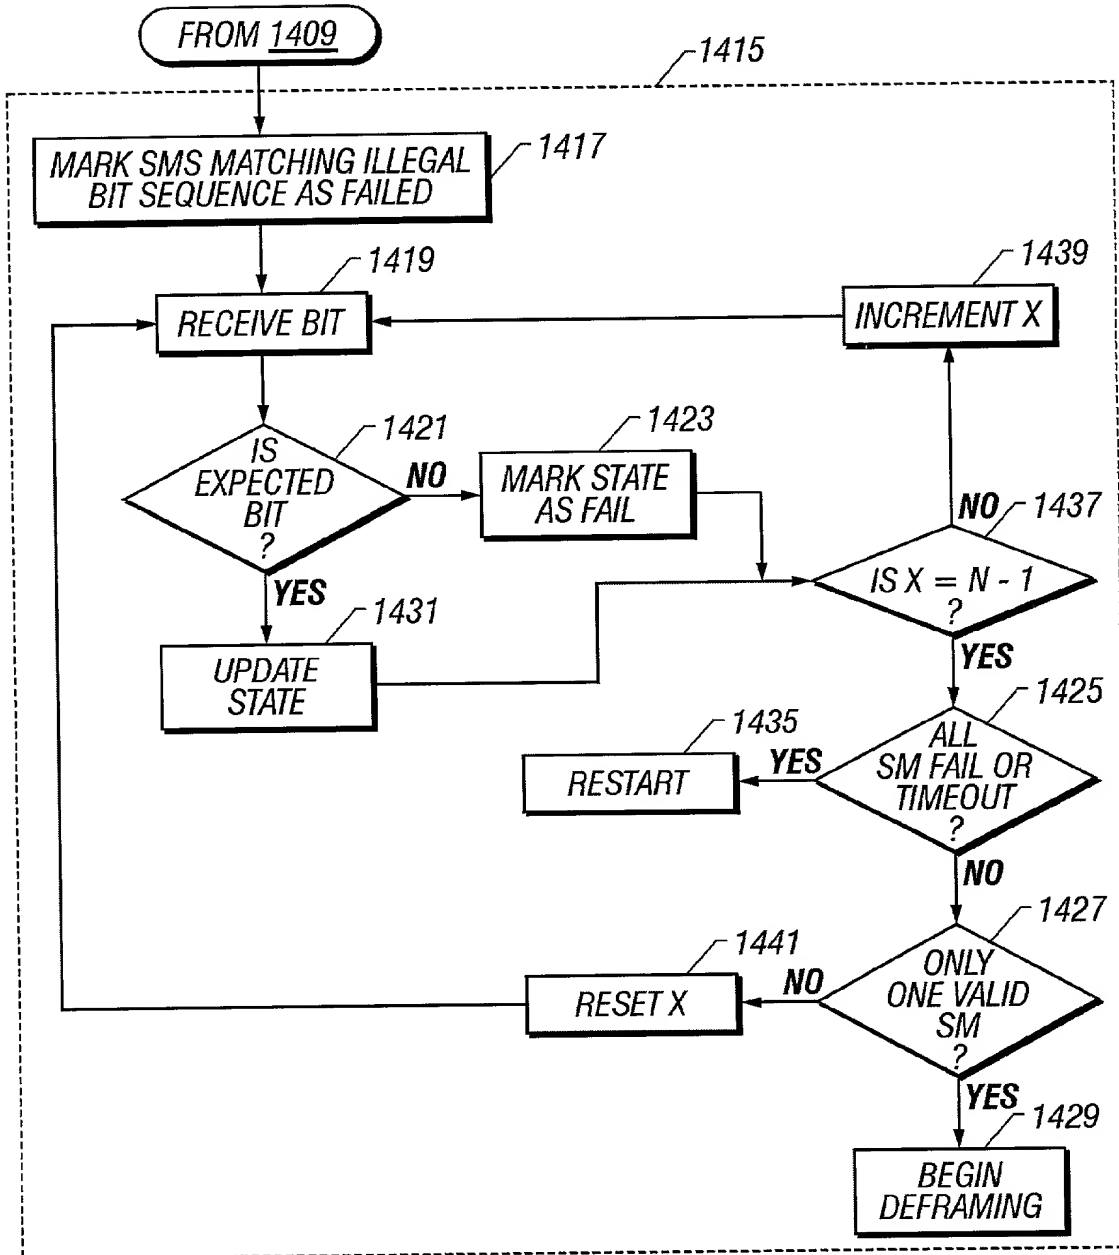 FROM 1409
1415
MARK SMS MATCHING ILLEGAL
BIT SEQUENCE AS FAILED
1417
1419
RECEIVE BIT
1439
INCREMENT X
1421
IS
EXPECTED
BIT
?
NO
YES
1423
MARK STATE
AS FAIL
1431
UPDATE
STATE
NO
1437
IS X = N - 1
?
YES
1425
ALL
SM FAIL OR
TIMEOUT
?
YES
1435
RESTART
NO
1427
ONLY
ONE VALID
SM
?
NO
1441
RESET X
YES
1429
BEGIN
DEFRAMING